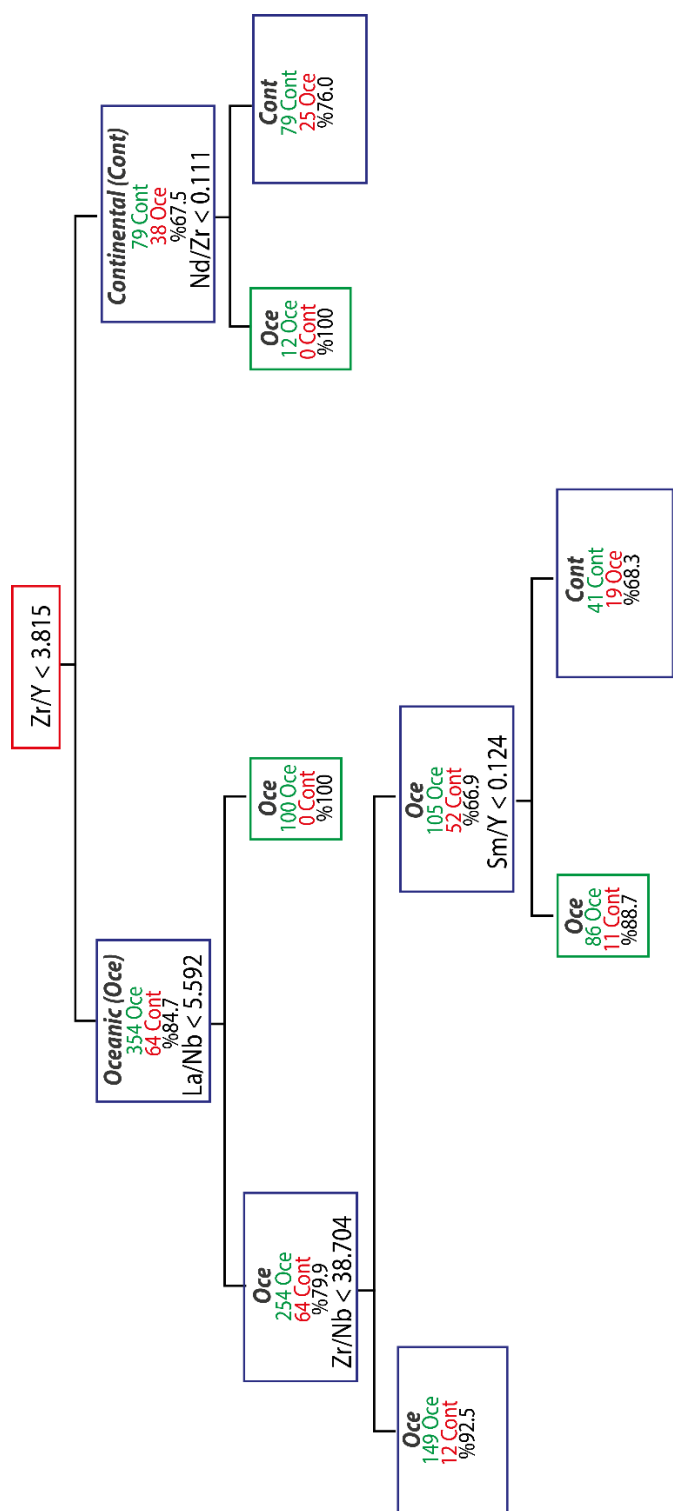 Zr/Y < 3.815
Oceanic (Oce)
354 Oce
64 Cont
%84.7
La/Nb < 5.592
Continental (Cont)
79 Cont
38 Oce
%67.5
Nd/Zr < 0.111
Oce
254 Oce
64 Cont
%79.9
Zr/Nb < 38.704
Oce
100 Oce
0 Cont
%100
Oce
12 Oce
0 Cont
%100
Cont
79 Cont
25 Oce
%76.0
Oce
149 Oce
12 Cont
%92.5
Oce
105 Oce
52 Cont
%66.9
Sm/Y < 0.124
Oce
86 Oce
11 Cont
%88.7
Cont
41 Cont
19 Oce
%68.3